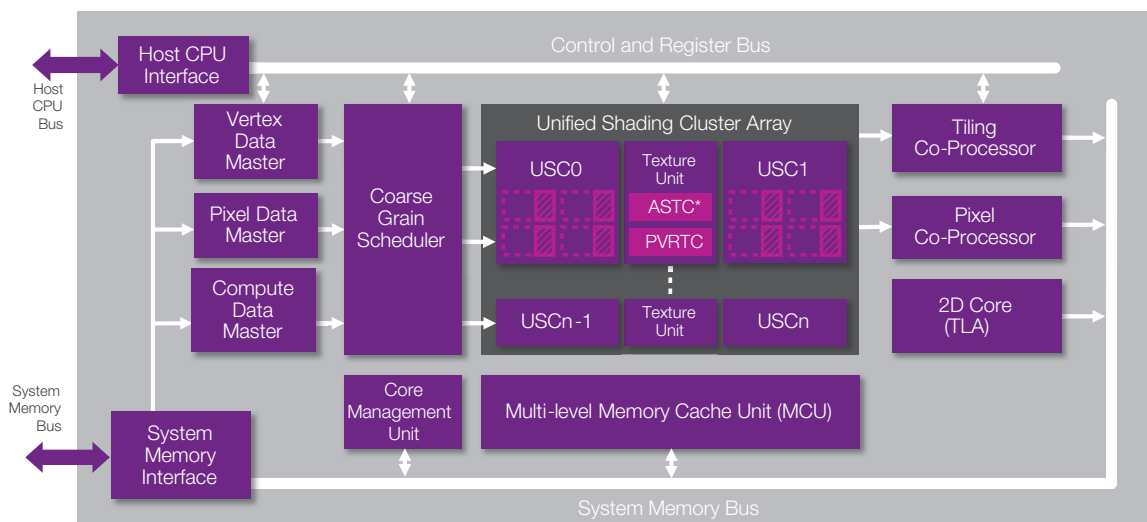 Control and Register Bus
Host CPU
Interface
Host
CPU
Bus
Vertex
Data
Master
Pixel Data
Master
Compute
Data
Master
Coarse
Grain
Scheduler
Unified Shading Cluster Array
USC0
Texture
Unit
ASTC*
PVRTC
USC1
USCn-1
Texture
Unit
USCn
Tiling
Co-Processor
Pixel
Co-Processor
2D Core
(TLA)
System
Memory
Bus
System
Memory
Interface
Core
Management
Unit
Multi-level Memory Cache Unit (MCU)
System Memory Bus